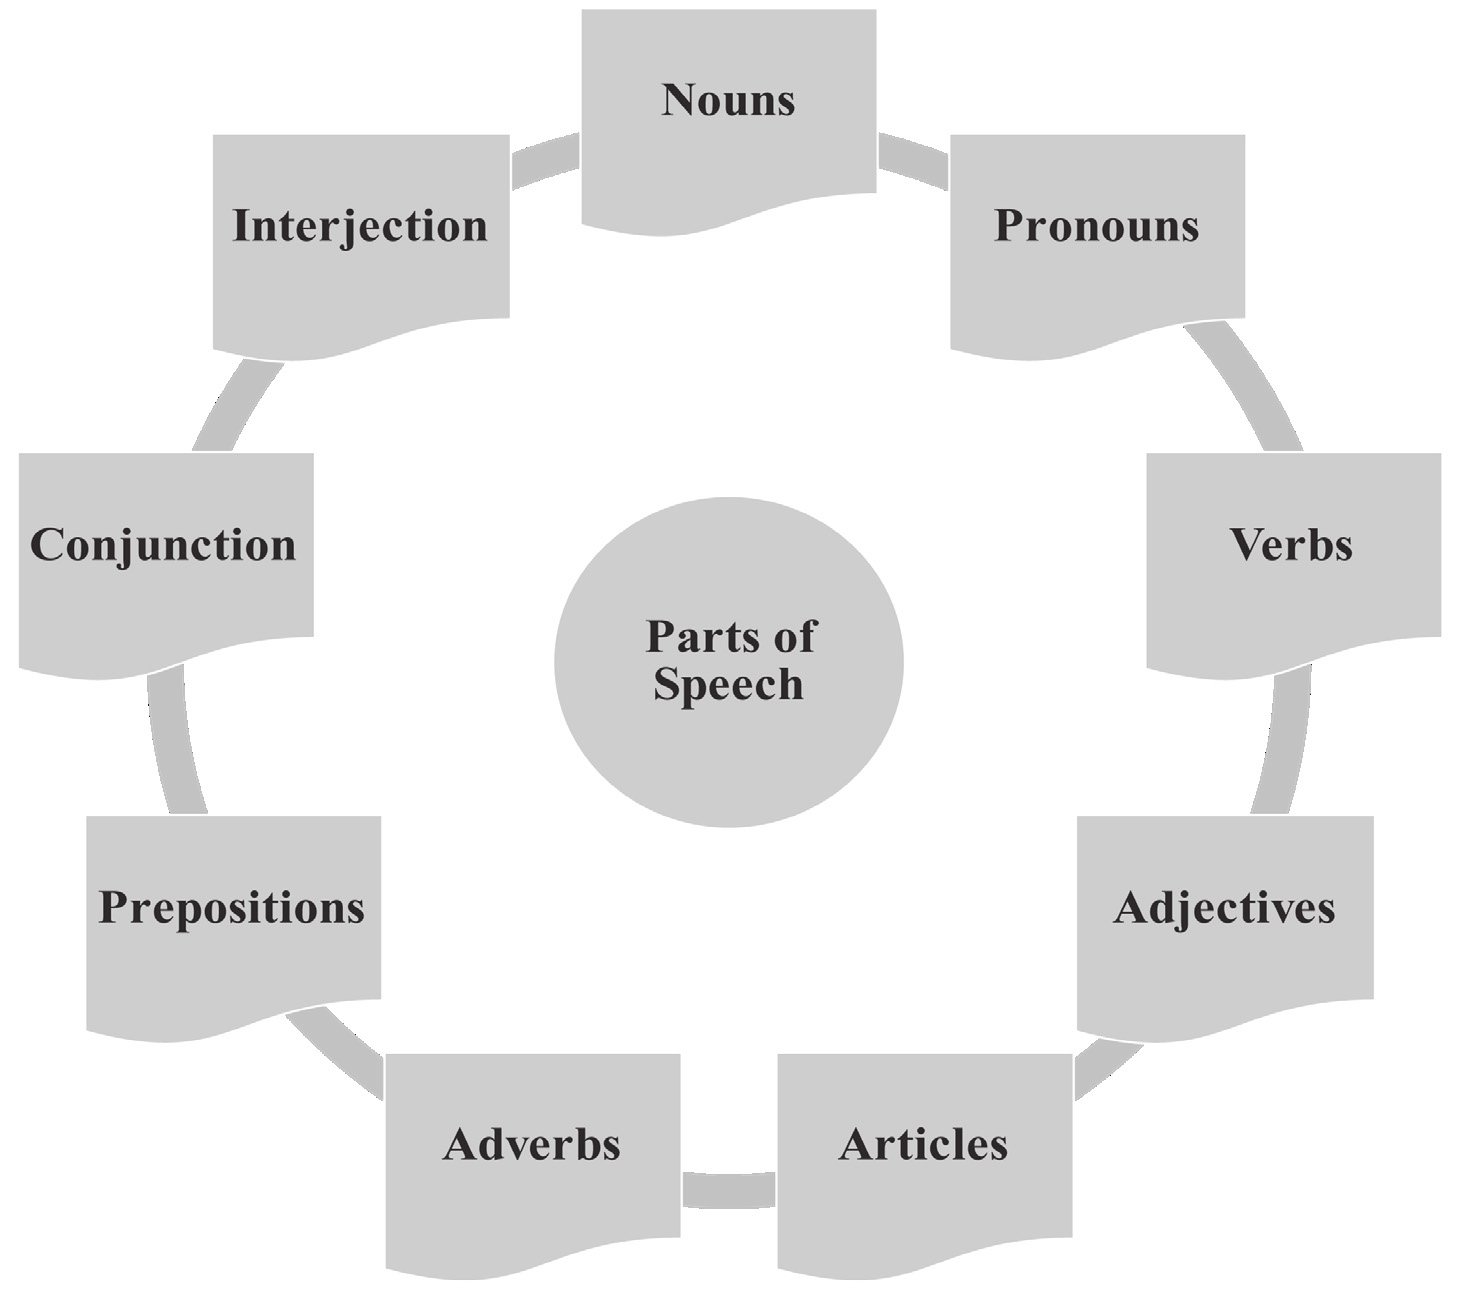 Nouns
Pronouns
Verbs
Adjectives
Articles
Adverbs
Prepositions
Conjunction
Interjection
Parts of
Speech